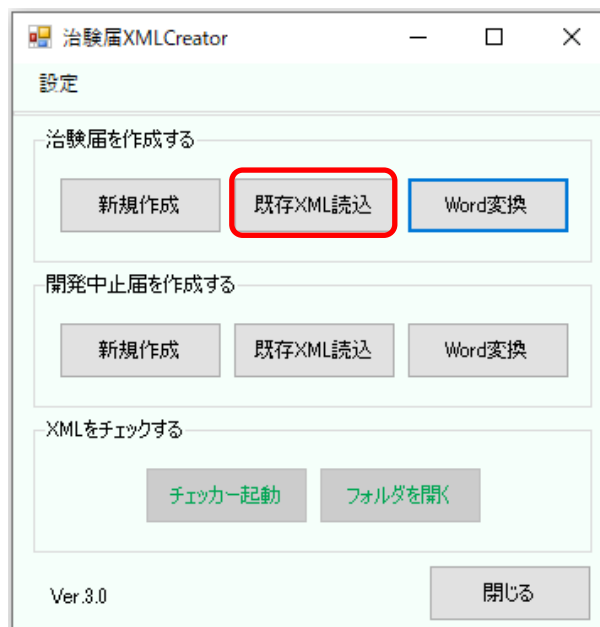 治験届XMLCreator
設定
治験届を作成する
新規作成 既存XML読込 Word変換
開発中止届を作成する
新規作成 既存XML読込 Word変換
XMLをチェックする
チェッカー起動 フォルダを開く
Ver.3.0 閉じる